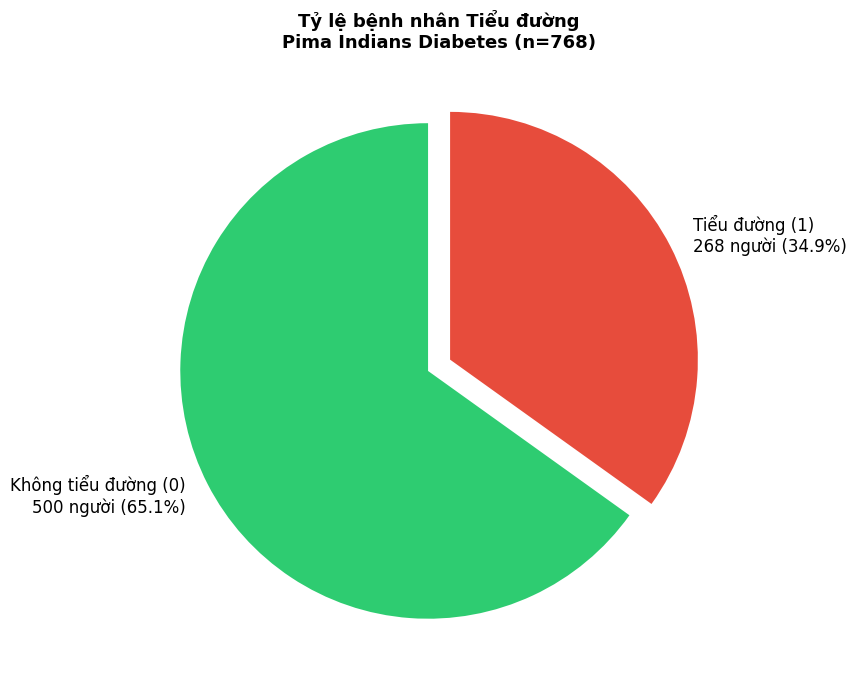 Tỷ lệ bệnh nhân Tiểu đường
Pima Indians Diabetes (n=768)
Tiểu đường (1)
268 người (34.9%)
Không tiểu đường (0)
500 người (65.1%)